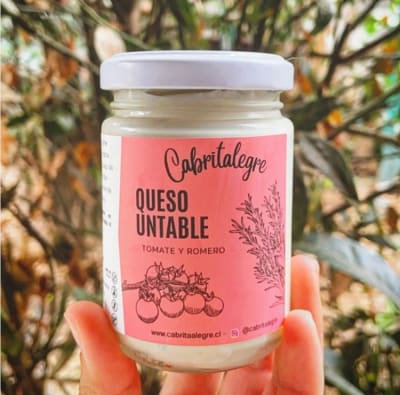 Cabritalegre
QUESO
UNTABLE
TOMATE Y ROMERO
www.cabritalegre.cl - @cabritalegre